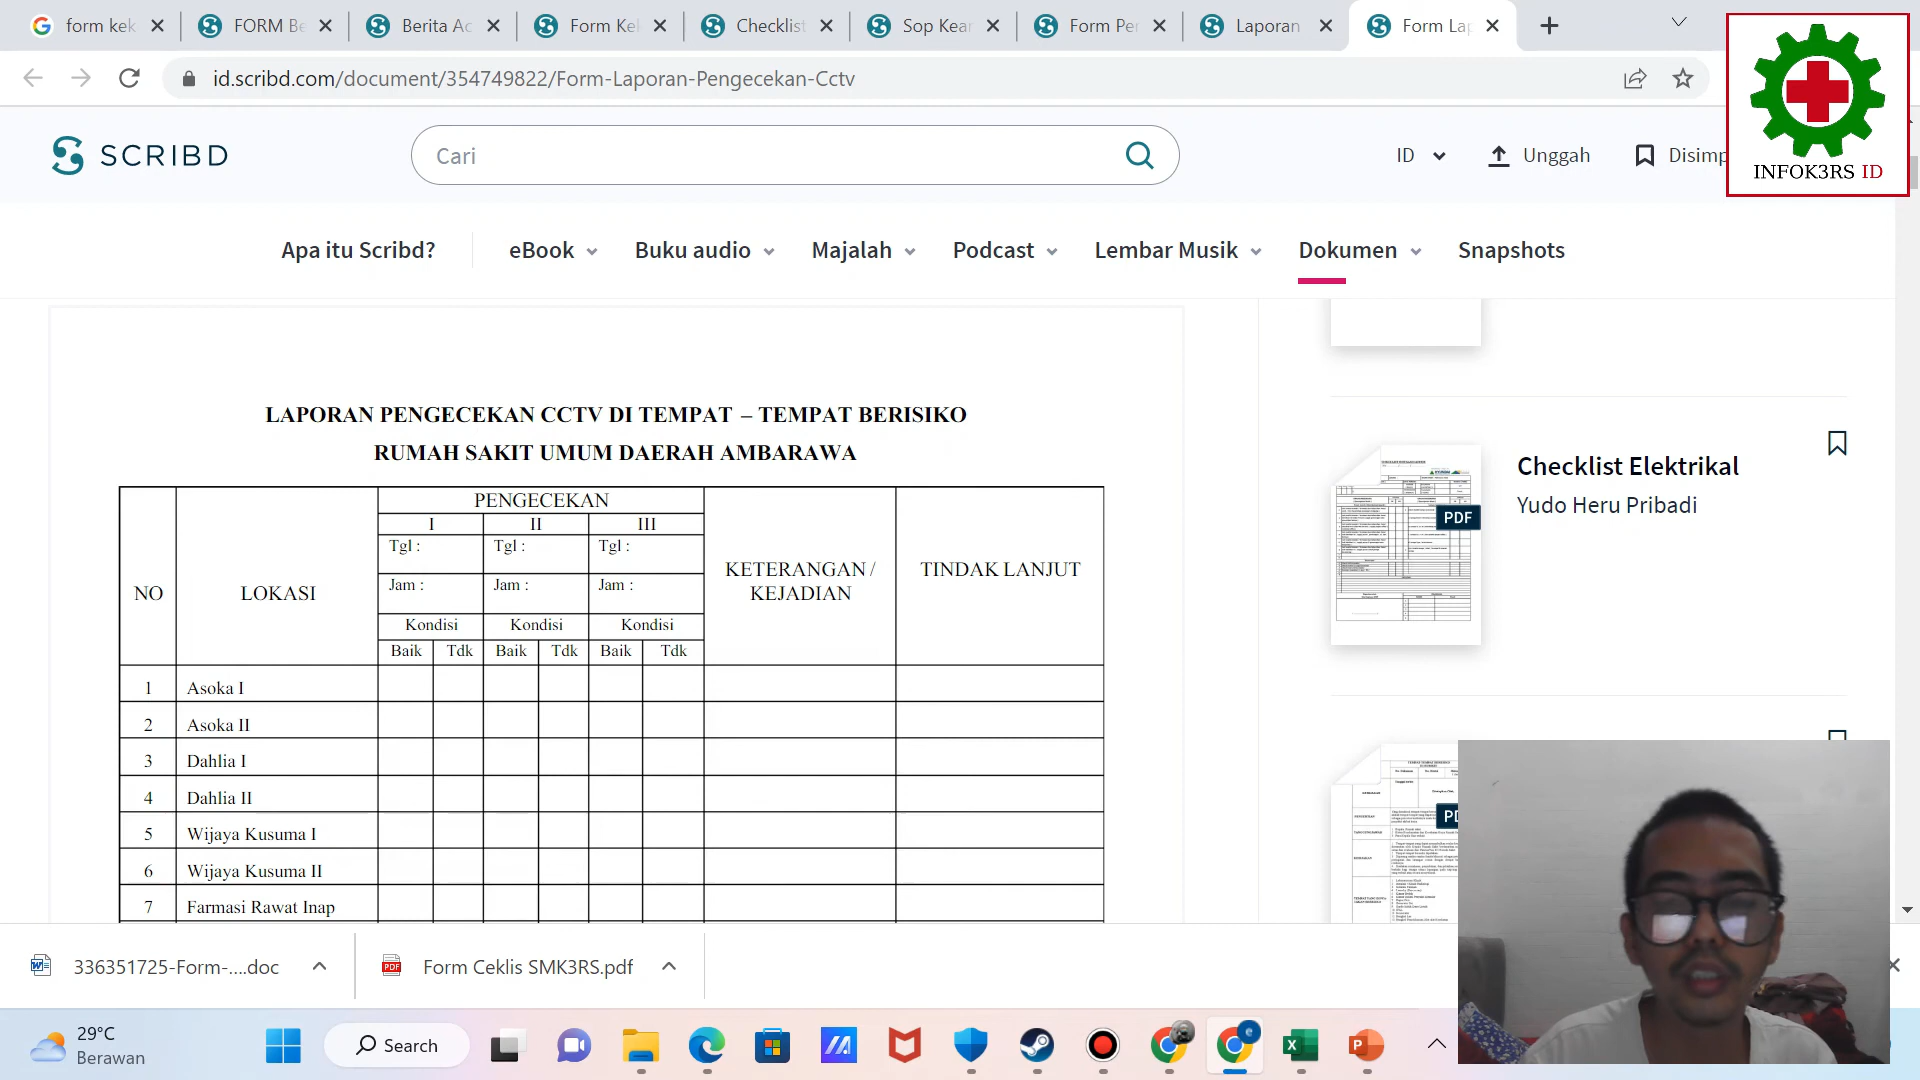 form kek
FORM Be
Berita Ac
Form Kel
Checklist
Sop Kear
Form Per
Laporan
Form Lap
id.scribd.com/document/354749822/Form-Laporan-Pengecekan-Cctv
INFOK3RS ID
SCRIBD
Cari
ID
Unggah
Disimp
Apa itu Scribd?
eBook
Buku audio
Majalah
Podcast
Lembar Musik
Dokumen
Snapshots
LAPORAN PENGECEKAN CCTV DI TEMPAT – TEMPAT BERISIKO
RUMAH SAKIT UMUM DAERAH AMBARAWA
NO
LOKASI
PENGECEKAN
KETERANGAN /
KEJADIAN
TINDAK LANJUT
I II III
Tgl : Tgl : Tgl :
Jam : Jam : Jam :
Kondisi Kondisi Kondisi
Baik Tdk Baik Tdk Baik Tdk
1 Asoka I
2 Asoka II
3 Dahlia I
4 Dahlia II
5 Wijaya Kusuma I
6 Wijaya Kusuma II
7 Farmasi Rawat Inap
Checklist Elektrikal
Yudo Heru Pribadi
PDF
336351725-Form-....doc
PDF
Form Ceklis SMK3RS.pdf
29°C
Berawan
Search